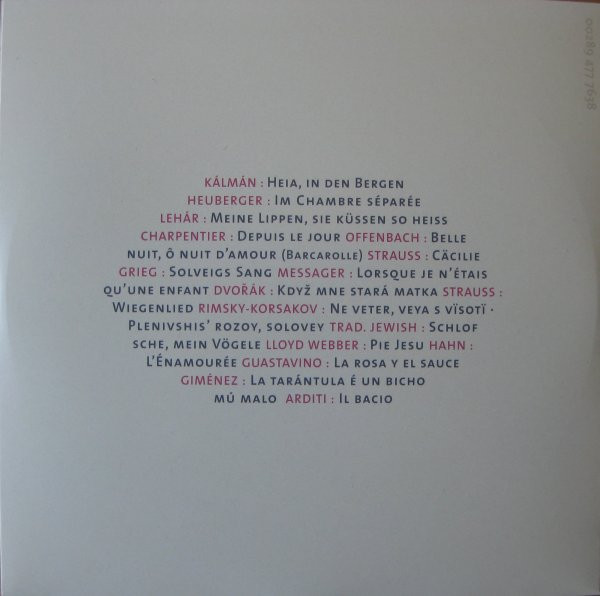 00289 477 7638
KÁLMÁN : HEIA, IN DEN BERGEN
HEUBERGER : IM CHAMBRE SÉPARÉE
LEHÁR : MEINE LIPPEN, SIE KÜSSEN SO HEISS
CHARPENTIER : DEPUIS LE JOUR OFFENBACH : BELLE
NUIT, Ô NUIT D'AMOUR (BARCAROLLE) STRAUSS : CÄCILIE
GRIEG : SOLVEIGS SANG MESSAGER : LORSQUE JE N'ÉTAIS
QU'UNE ENFANT DVOŘÁK : KDYŽ MNE STARÁ MATKA STRAUSS :
WIEGENLIED RIMSKY-KORSAKOV : NE VETER, VEYA S VÏSOTÏ ·
PLENIVSHIS' ROZOY, SOLOVEY TRAD. JEWISH : SCHLOF
SCHE, MEIN VÖGELE LLOYD WEBBER : PIE JESU HAHN :
L'ÉNAMOURÉE GUASTAVINO : LA ROSA Y EL SAUCE
GIMÉNEZ : LA TARÁNTULA É UN BICHO
MŬ MALO ARDITI : IL BACIO